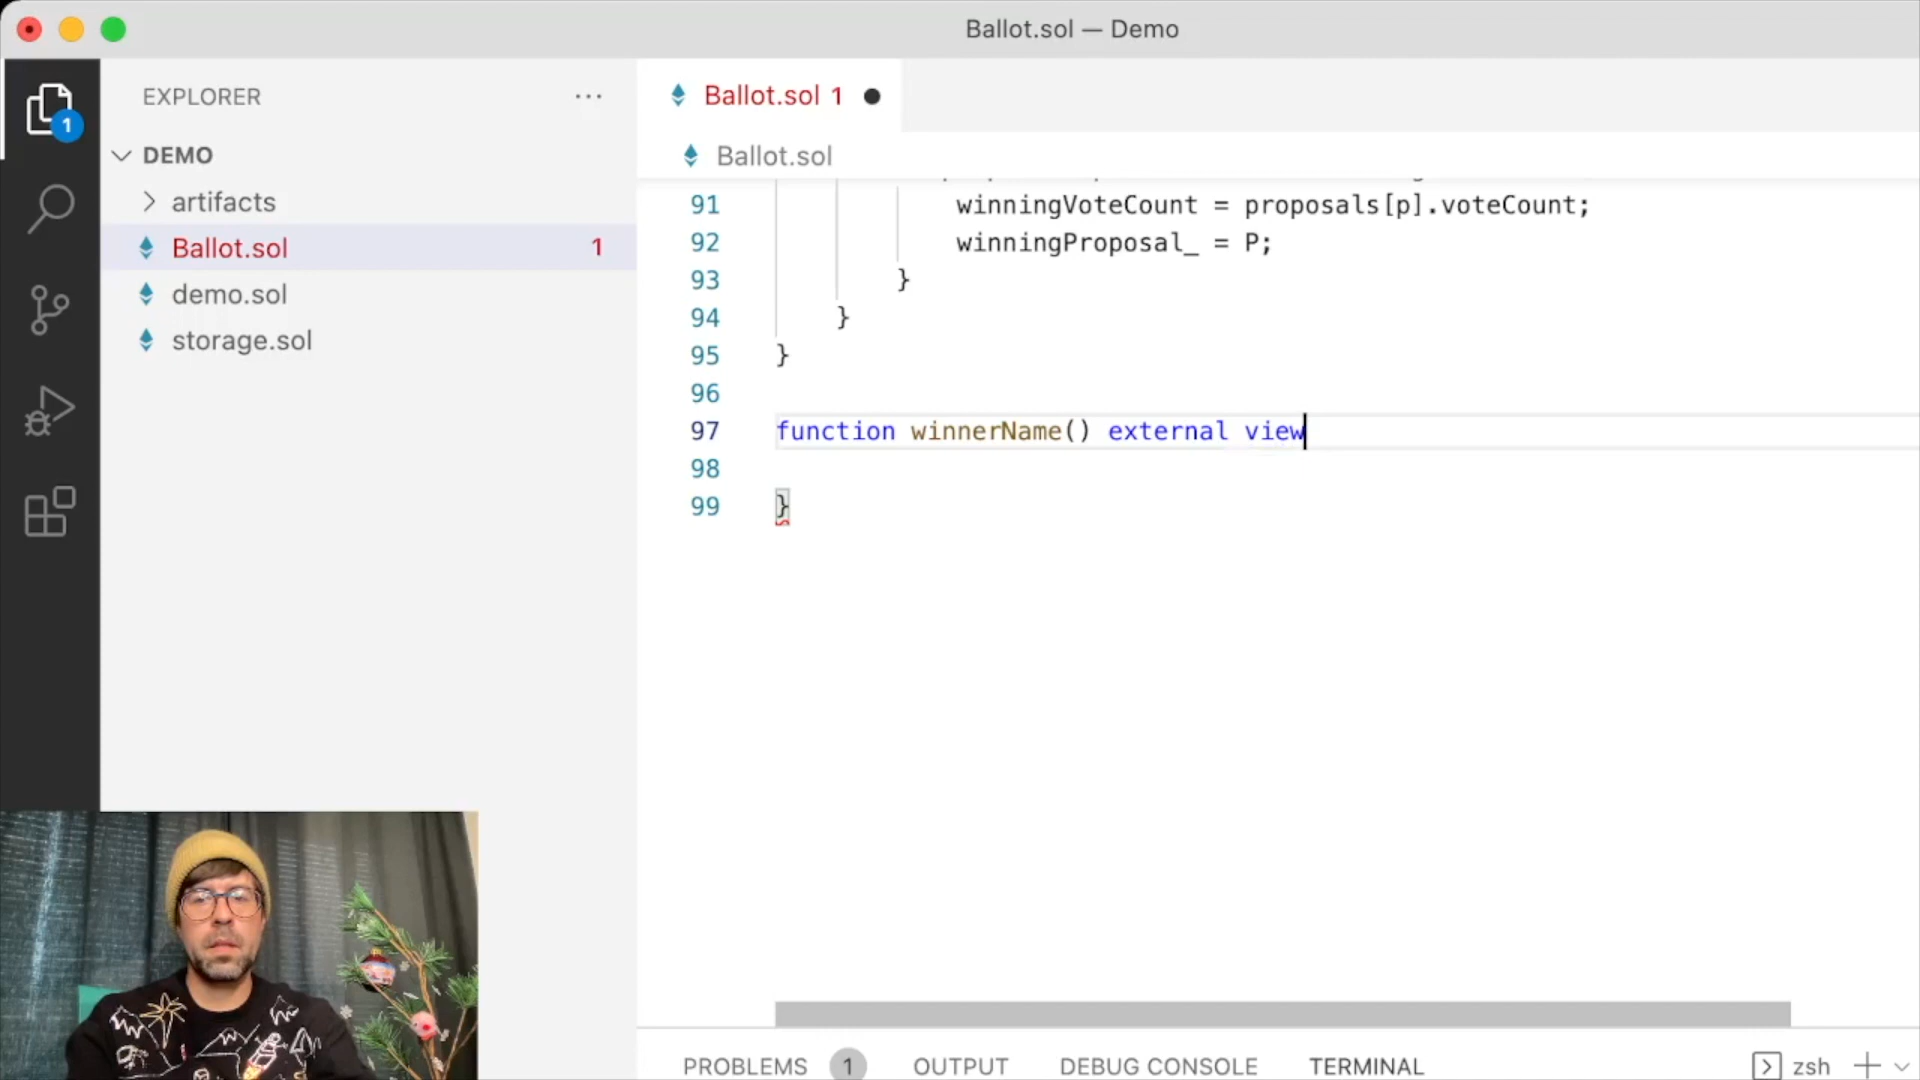 Ballot.sol — Demo
EXPLORER
Ballot.sol 1
1
DEMO
Ballot.sol
artifacts
Ballot.sol 1
demo.sol
storage.sol
91 winningVoteCount = proposals[p].voteCount;
92 winningProposal_ = P;
93 }
94 }
95 }
96
97 function winnerName() external view
98
99 }
PROBLEMS 1 OUTPUT DEBUG CONSOLE TERMINAL zsh